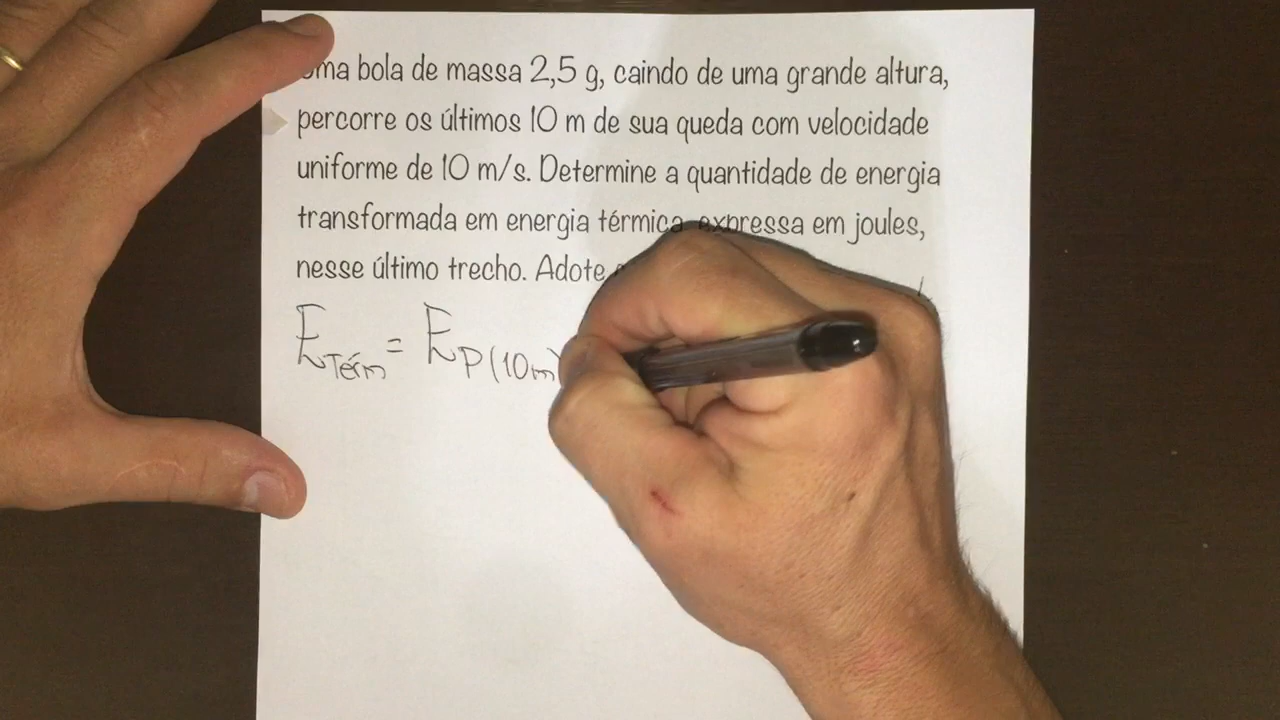 ma bola de massa 2,5 g, caindo de uma grande altura,
percorre os últimos 10 m de sua queda com velocidade
uniforme de 10 m/s. Determine a quantidade de energia
transformada em energia térmica expressa em joules,
nesse último trecho. Adote
E Térm = E P(10m)